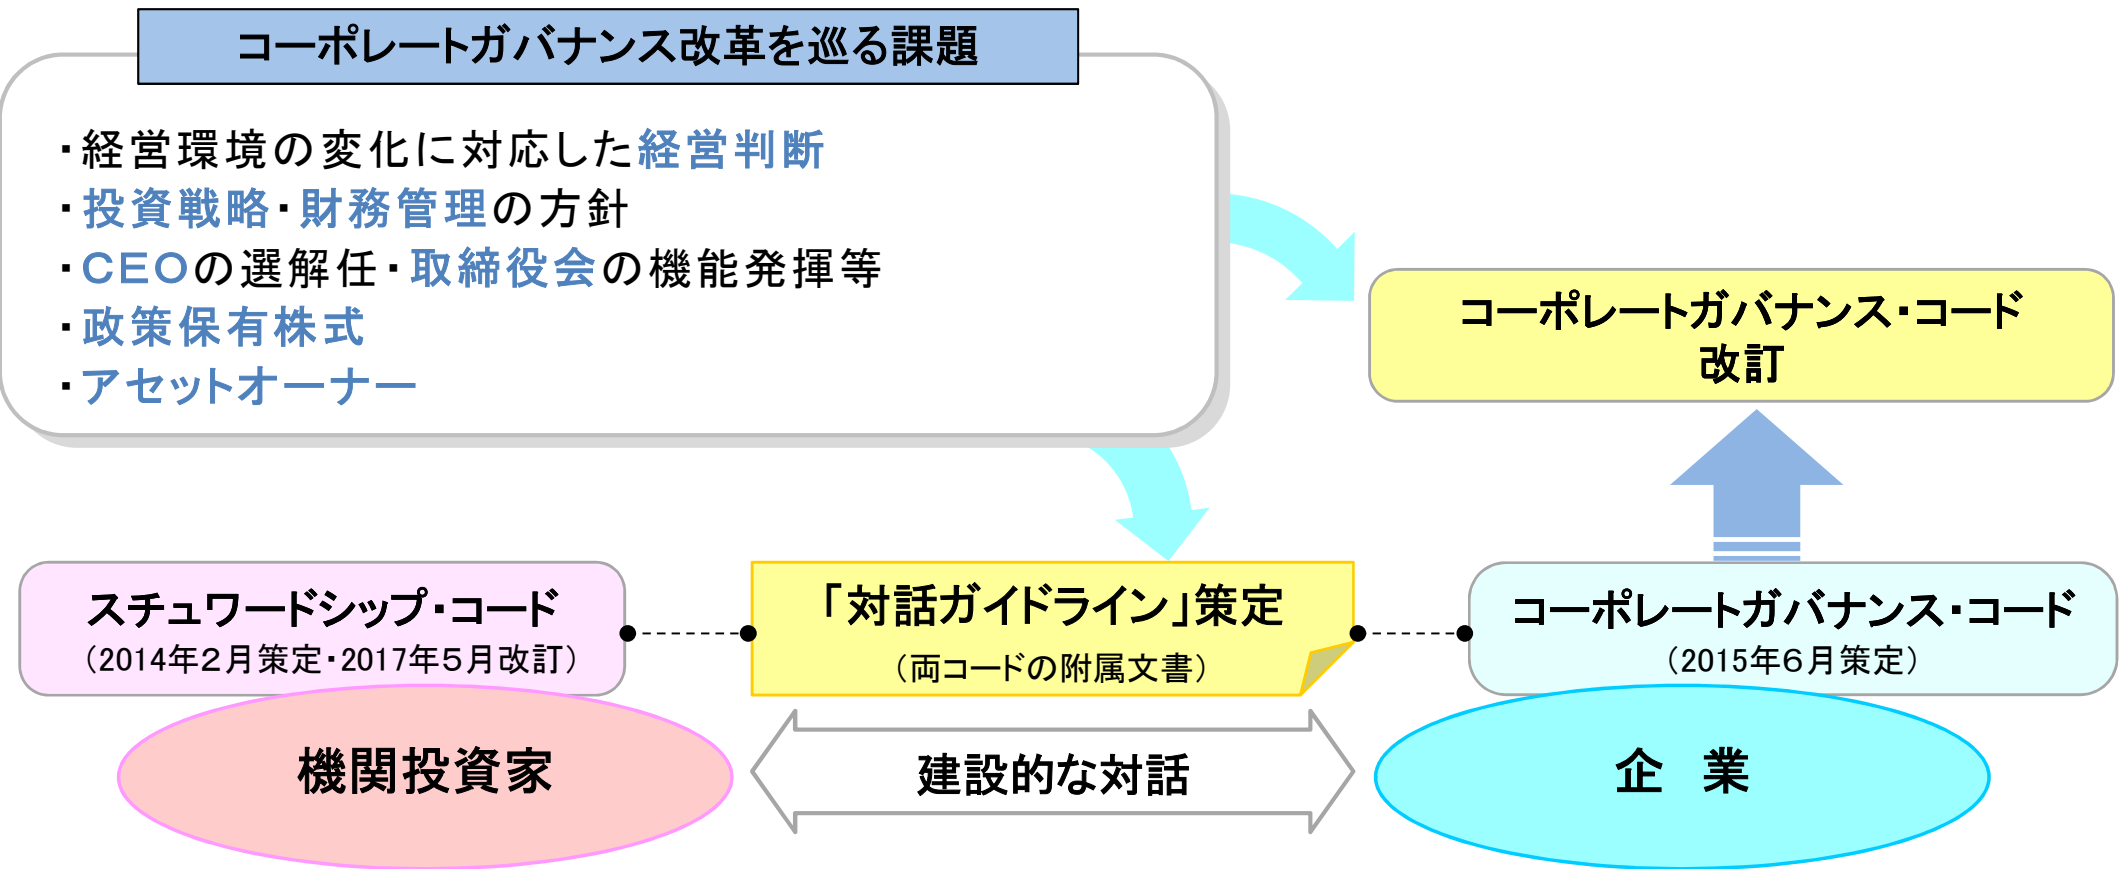 コーポレートガバナンス改革を巡る課題
・経営環境の変化に対応した経営判断
・投資戦略・財務管理の方針
・ＣＥＯの選解任・取締役会の機能発揮等
・政策保有株式
・アセットオーナー
コーポレートガバナンス・コード
改訂
スチュワードシップ・コード
（2014年２月策定・2017年５月改訂）
「対話ガイドライン」策定
（両コードの附属文書）
コーポレートガバナンス・コード
（2015年６月策定）
機関投資家
建設的な対話
企　業